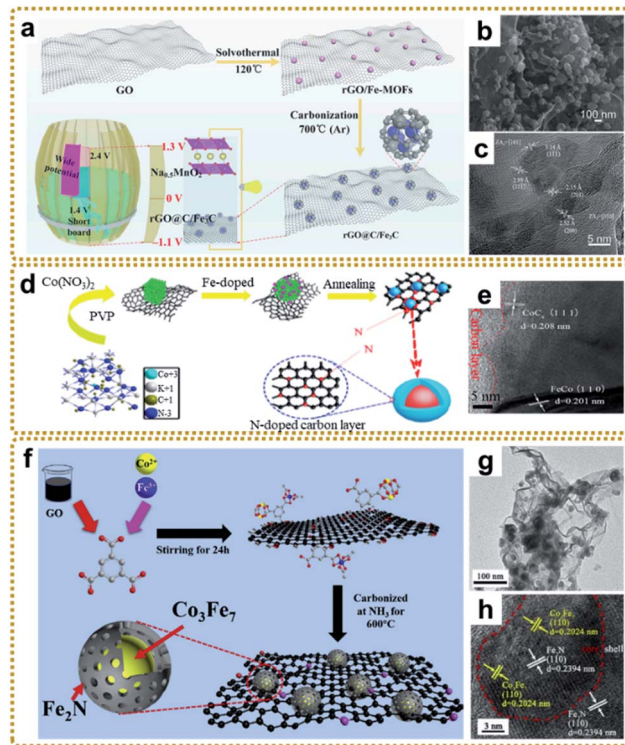 a
Solvothermal
120℃
GO
rGO/Fe-MOFs
Carbonization
700℃ (Ar)
Wide potential
2.4 V
1.3 V
Na₀.₅MnO₂
0 V
1.4 V
Short board
rGO@C/Fe₃C
-1.1 V
rGO@C/Fe₃C
b
100 nm
c
5 nm
d
Co(NO₃)₂
PVP
Fe-doped
Annealing
Co+3
K+1
C+1
N-3
N
N
N-doped carbon layer
e
CoCₓ (1 1 1)
d=0.208 nm
Carbon layer
5 nm
FeCo (1 1 0)
d=0.201 nm
f
GO
Co²⁺
Stirring for 24h
Carbonized
at NH₃ for
600°C
Co₃Fe₇
Fe₂N
g
100 nm
h
(110)
d=0.2024 nm
Fe₂N
(110)
d=0.2394 nm
shell
(110)
d=0.2024 nm
Fe₂N
(110)
d=0.2394 nm
3 nm